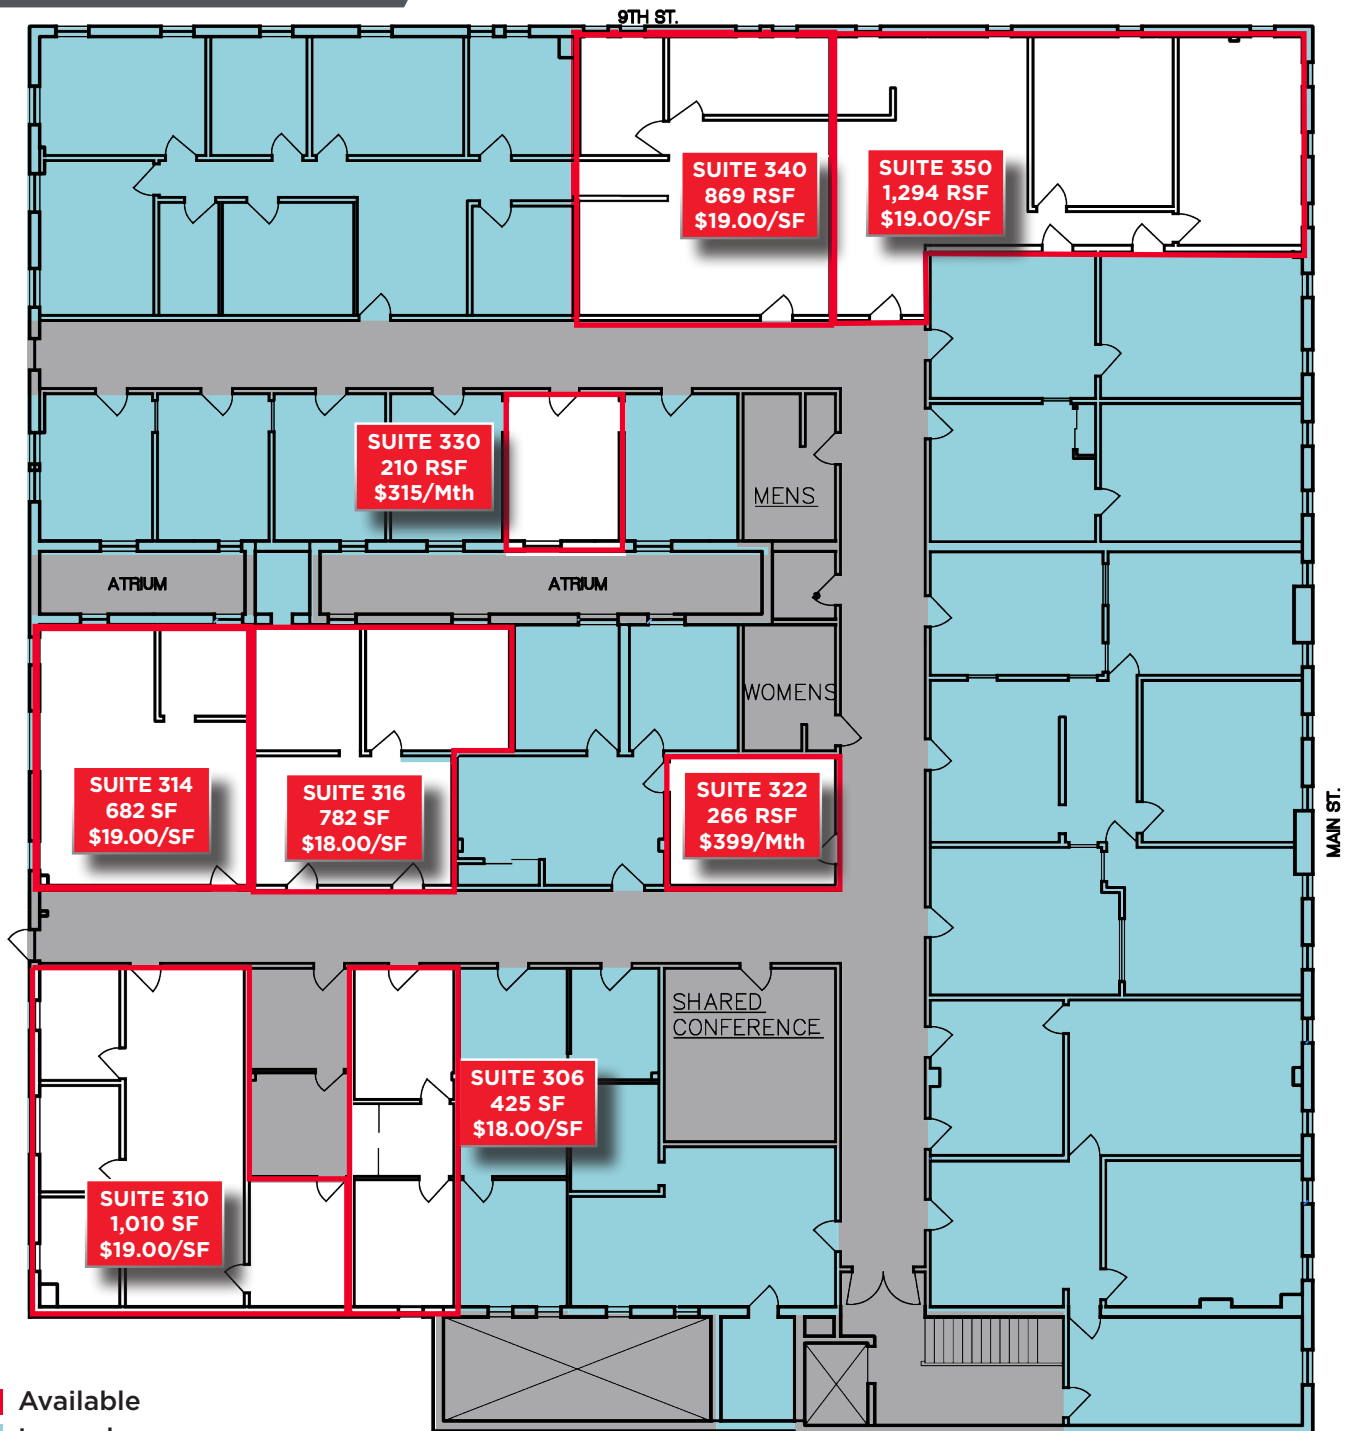 9TH ST.
SUITE 340
869 RSF
$19.00/SF
SUITE 350
1,294 RSF
$19.00/SF
SUITE 330
210 RSF
$315/Mth
MENS
ATRIUM
ATRIUM
WOMENS
SUITE 314
682 SF
$19.00/SF
SUITE 316
782 SF
$18.00/SF
SUITE 322
266 RSF
$399/Mth
MAIN ST.
SHARED
CONFERENCE
SUITE 306
425 SF
$18.00/SF
SUITE 310
1,010 SF
$19.00/SF
Available